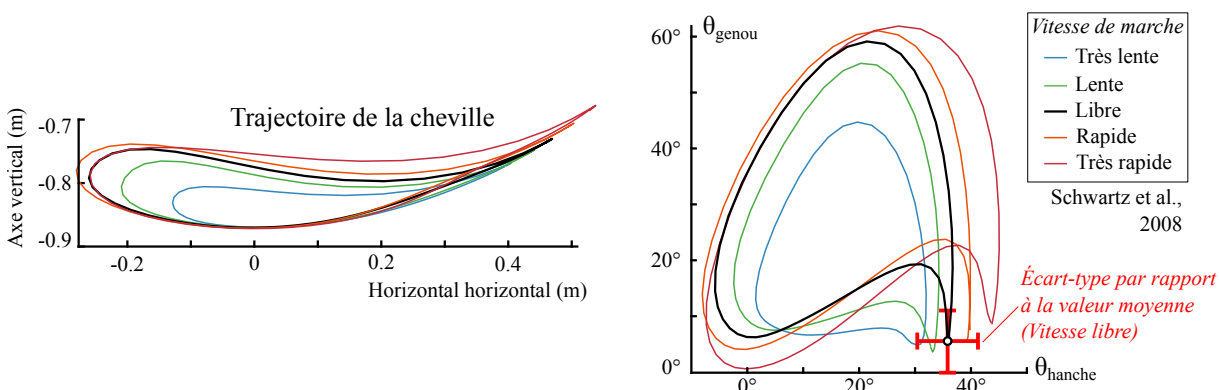 Trajectoire de la cheville
Axe vertical (m)
-0.7
-0.8
-0.9
-0.2
0
0.2
0.4
Horizontal horizontal (m)
θgenou
60°
40°
20°
0°
0°
20°
40°
θhanche
Vitesse de marche
Très lente
Lente
Libre
Rapide
Très rapide
Schwartz et al.,
2008
Écart-type par rapport
à la valeur moyenne
(Vitesse libre)